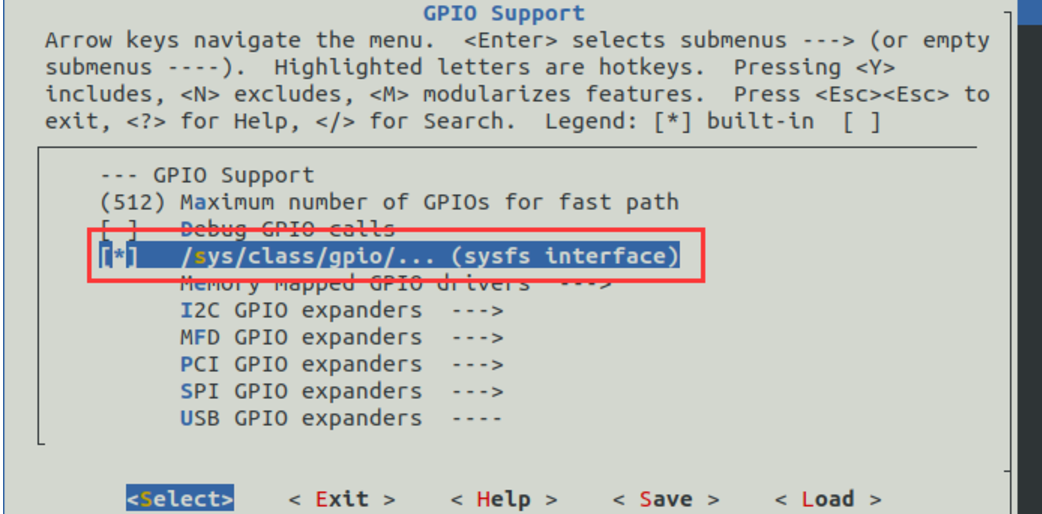 GPIO Support
Arrow keys navigate the menu.  <Enter> selects submenus ---> (or empty
submenus ----).  Highlighted letters are hotkeys.  Pressing <Y>
includes, <N> excludes, <M> modularizes features.  Press <Esc><Esc> to
exit, <?> for Help, </> for Search.  Legend: [*] built-in  [ ]
--- GPIO Support
(512) Maximum number of GPIOs for fast path
[ ]   Debug GPIO calls
[*]   /sys/class/gpio/... (sysfs interface)
Memory mapped GPIO drivers  --->
I2C GPIO expanders  --->
MFD GPIO expanders  --->
PCI GPIO expanders  --->
SPI GPIO expanders  --->
USB GPIO expanders  ----
<Select>    < Exit >    < Help >    < Save >    < Load >